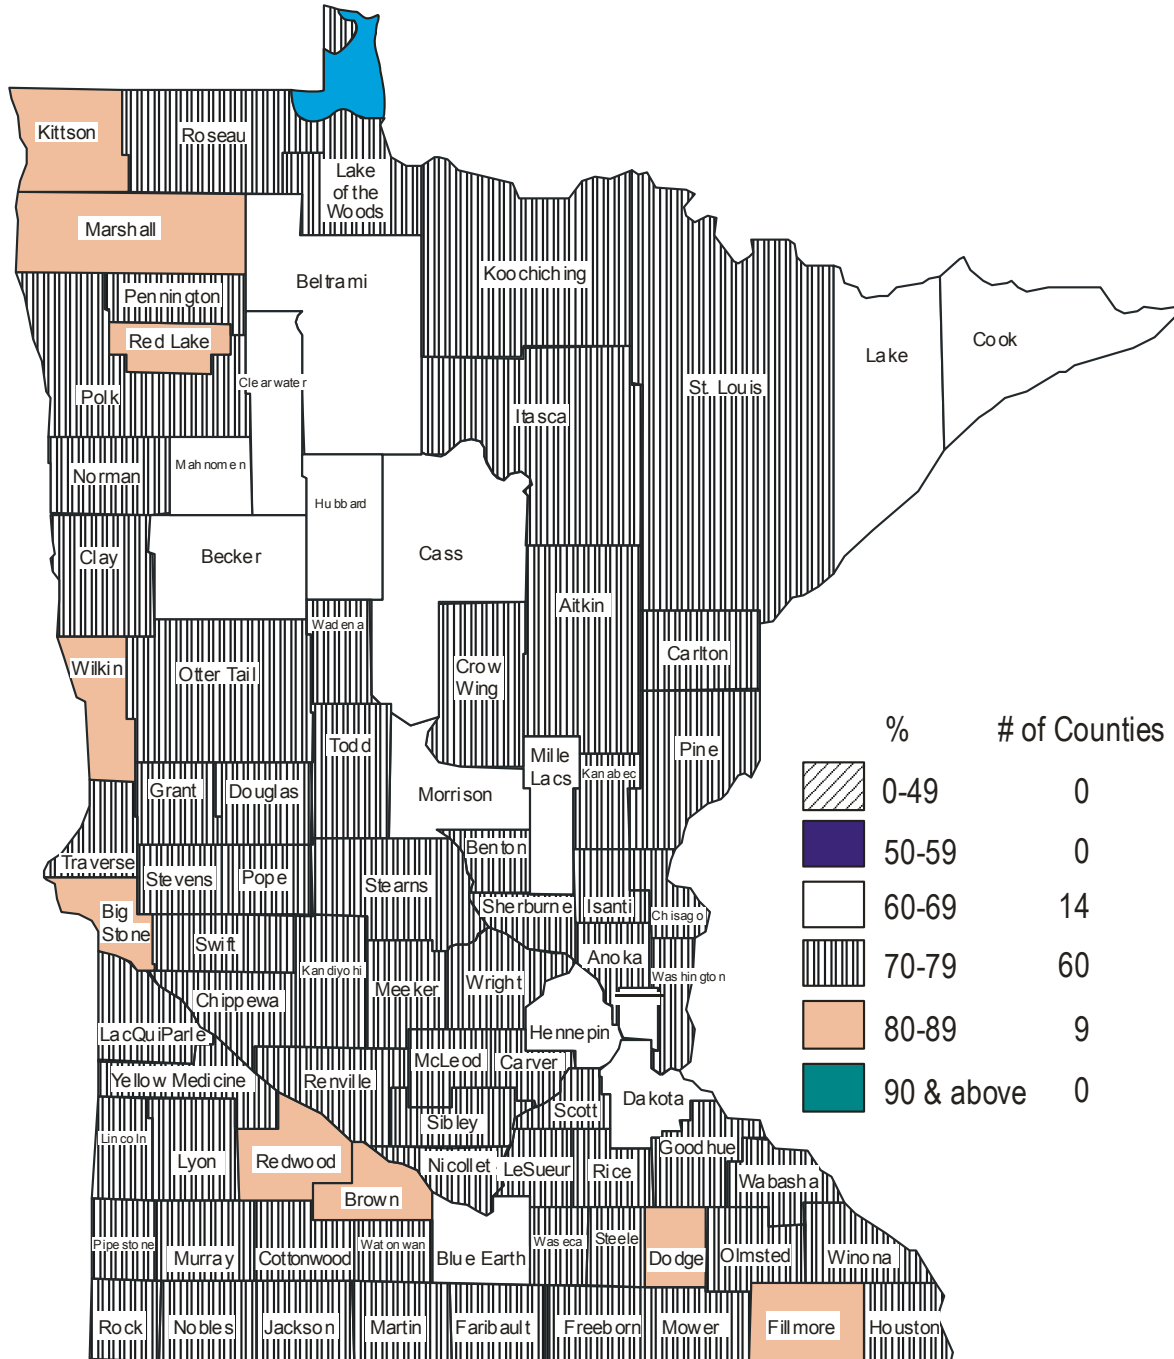 Kittson
Roseau
Lake
of the
Woods
Marshall
Beltrami
Koochiching
Pennington
Red Lake
Cook
Lake
Clearwater
St. Louis
Polk
Itasca
Mahnomen
Norman
Hubbard
Clay
Becker
Cass
Aitkin
Wadena
Carlton
Wilkin
Otter Tail
Crow
Wing
% # of Counties
Todd
Mille
Lacs
Pine
Kanabec
Grant
Douglas
Morrison
0-49 0
Benton
50-59 0
Traverse
Stevens
Pope
Stearns
Big
Stone
Sherburne
Isanti
Chisago
60-69 14
Swift
Anoka
70-79 60
Kandiyohi
Meeker
Wright
Washington
Chippewa
LacQuiParle
Hennepin
80-89 9
McLeod
Carver
Yellow Medicine
Renville
Dakota
90 & above 0
Scott
Sibley
Lincoln
Lyon
Redwood
Nicollet
LeSueur
Rice
Goodhue
Wabasha
Brown
Pipestone
Murray
Cottonwood
Watonwan
Blue Earth
Waseca
Steele
Dodge
Olmsted
Winona
Rock
Nobles
Jackson
Martin
Faribault
Freeborn
Mower
Fillmore
Houston